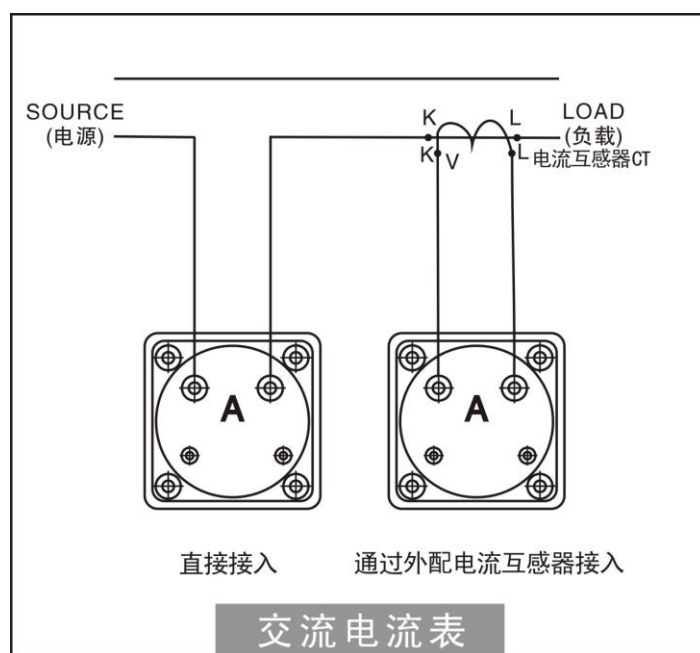 SOURCE
(电源)
K
L
LOAD
(负载)
K
V
L
电流互感器CT
A
A
直接接入
通过外配电流互感器接入
交流电流表